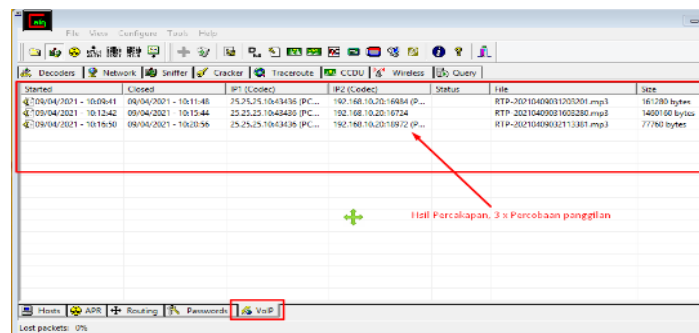 File View Configure Tools Help
Decoders Network Sniffer Cracker Traceroute CCDU Wireless Query
Started Closed IP1 (Codec) IP2 (Codec) Status File Size
09/04/2021 - 10:09:41 09/04/2021 - 10:11:48 25.25.25.10:43436 (PC... 192.168.10.20:16984 (P... RTP-20210409031203201.mp3 161280 bytes
09/04/2021 - 10:12:42 09/04/2021 - 10:15:44 25.25.25.10:43436 (PC... 192.168.10.20:16724 RTP-20210409031603280.mp3 1460160 bytes
09/04/2021 - 10:16:50 09/04/2021 - 10:20:56 25.25.25.10:43436 (PC... 192.168.10.20:18972 (P... RTP-20210409032113361.mp3 77760 bytes
Hsil Percakapan, 3 x Percobaan panggilan
Hosts APR Routing Passwords VoIP
Lost packets: 0%